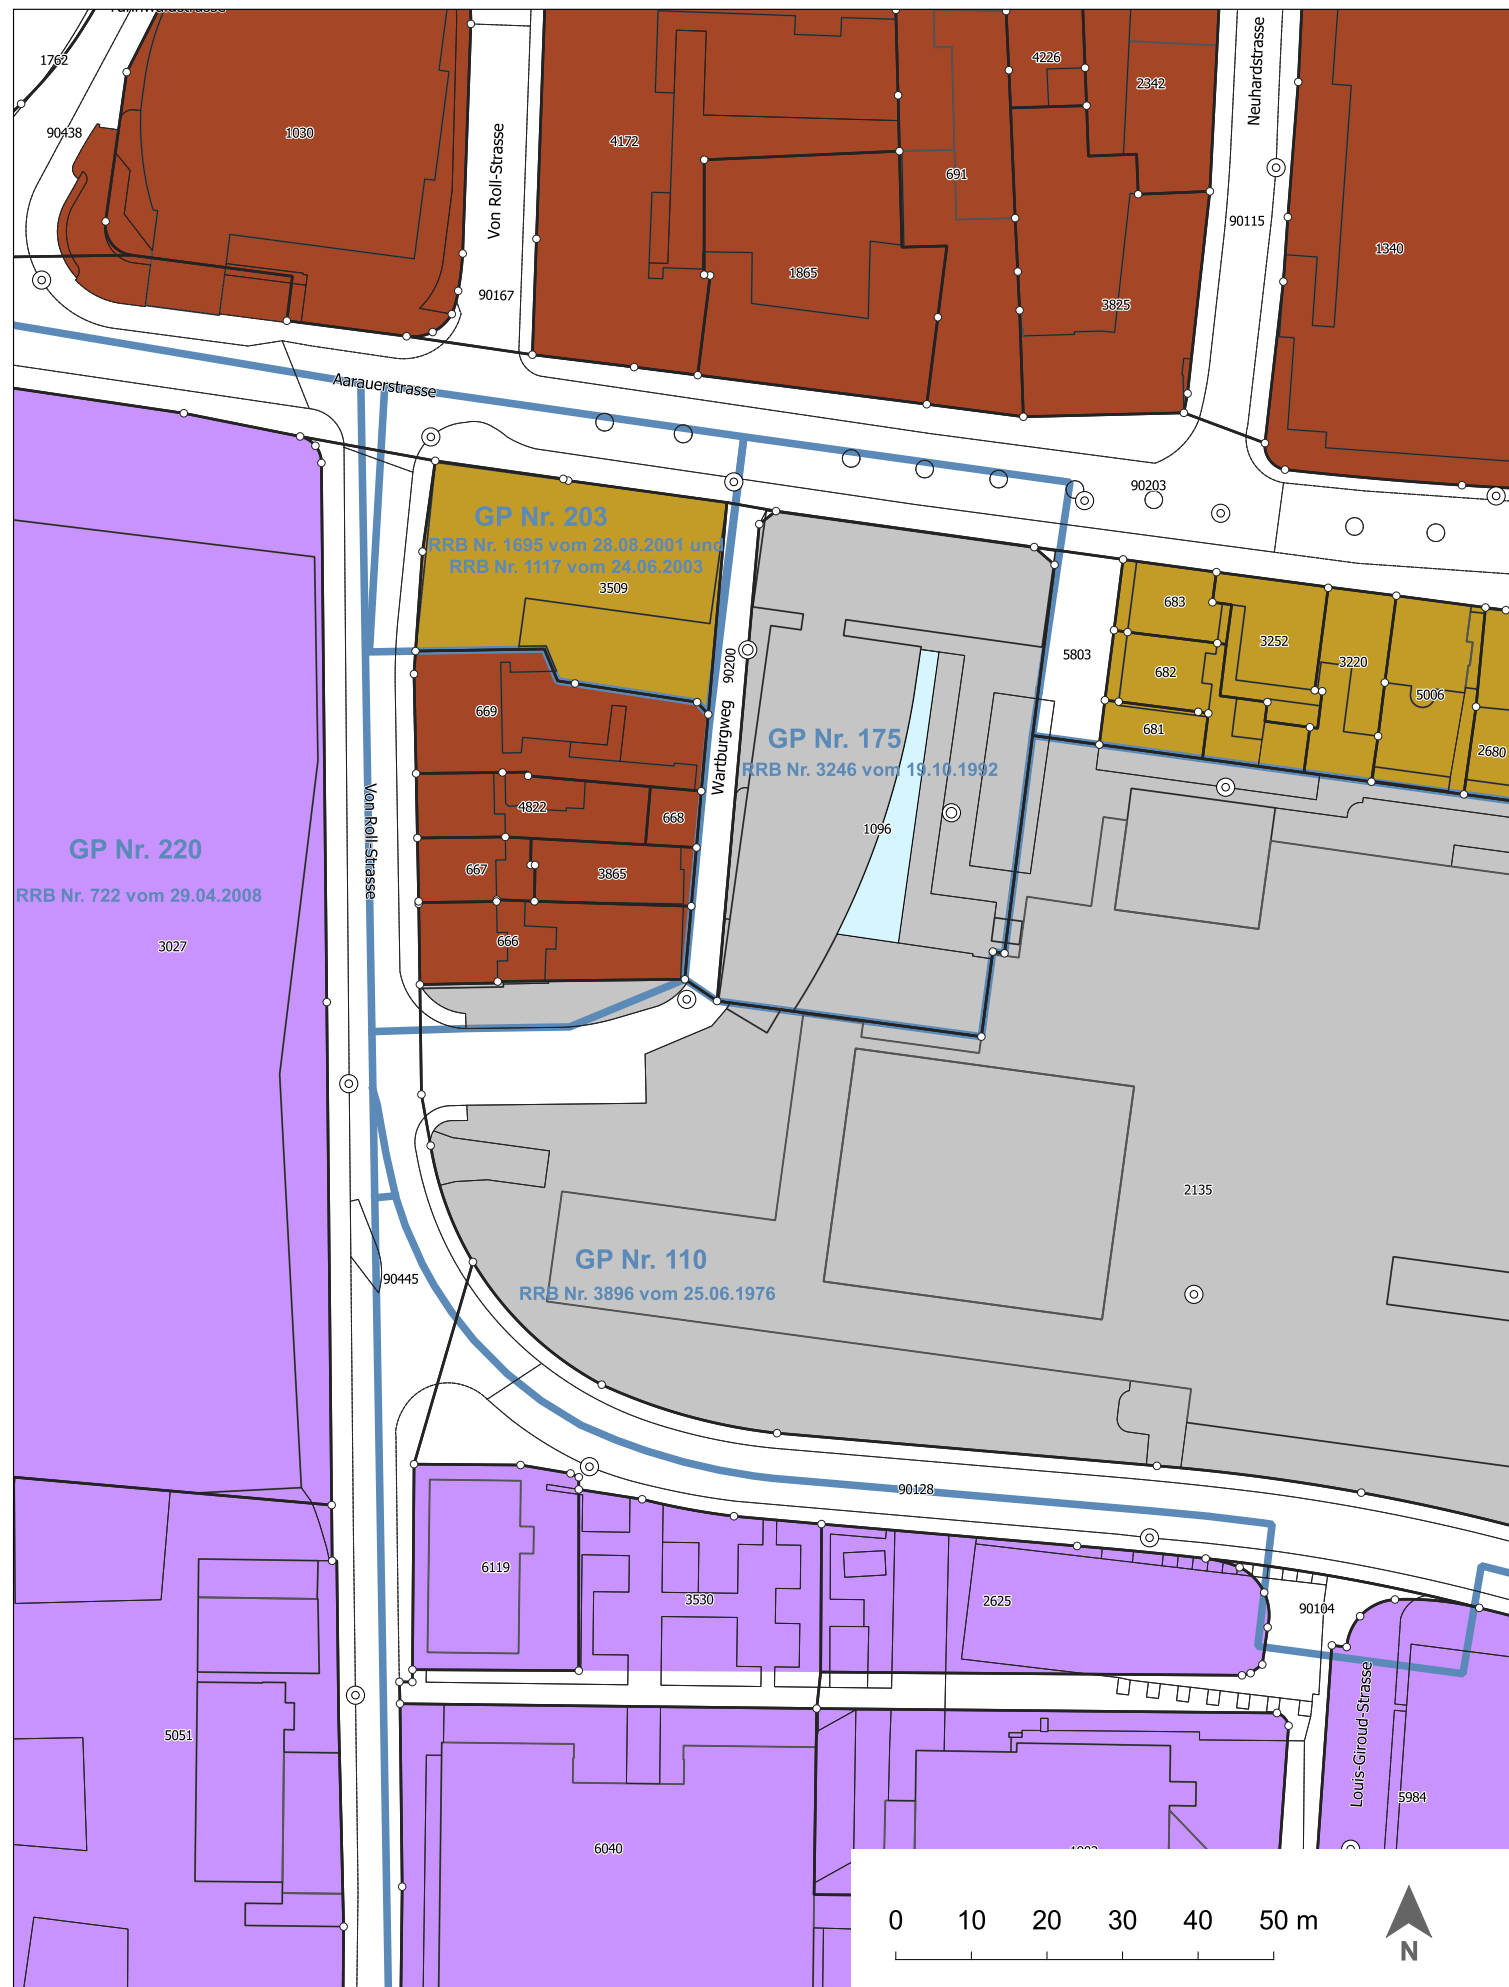 1762
90438
1030
Von Roll-Strasse
90167
4172
691
4226
2342
Neuhardstrasse
90115
1340
1865
3825
Aarauerstrasse
90203
GP Nr. 203
RRB Nr. 1695 vom 28.08.2001 und
RRB Nr. 1117 vom 24.06.2003
3509
683
3252
5803
682
3220
5006
681
2680
669
90200
Wartburgweg
GP Nr. 175
RRB Nr. 3246 vom 19.10.1992
4822
668
1096
Von Roll-Strasse
667
3865
666
GP Nr. 220
RRB Nr. 722 vom 29.04.2008
3027
2135
GP Nr. 110
RRB Nr. 3896 vom 25.06.1976
90445
90128
6119
3530
2625
90104
Louis-Giroud-Strasse
5051
5984
6040
0 10 20 30 40 50 m
N